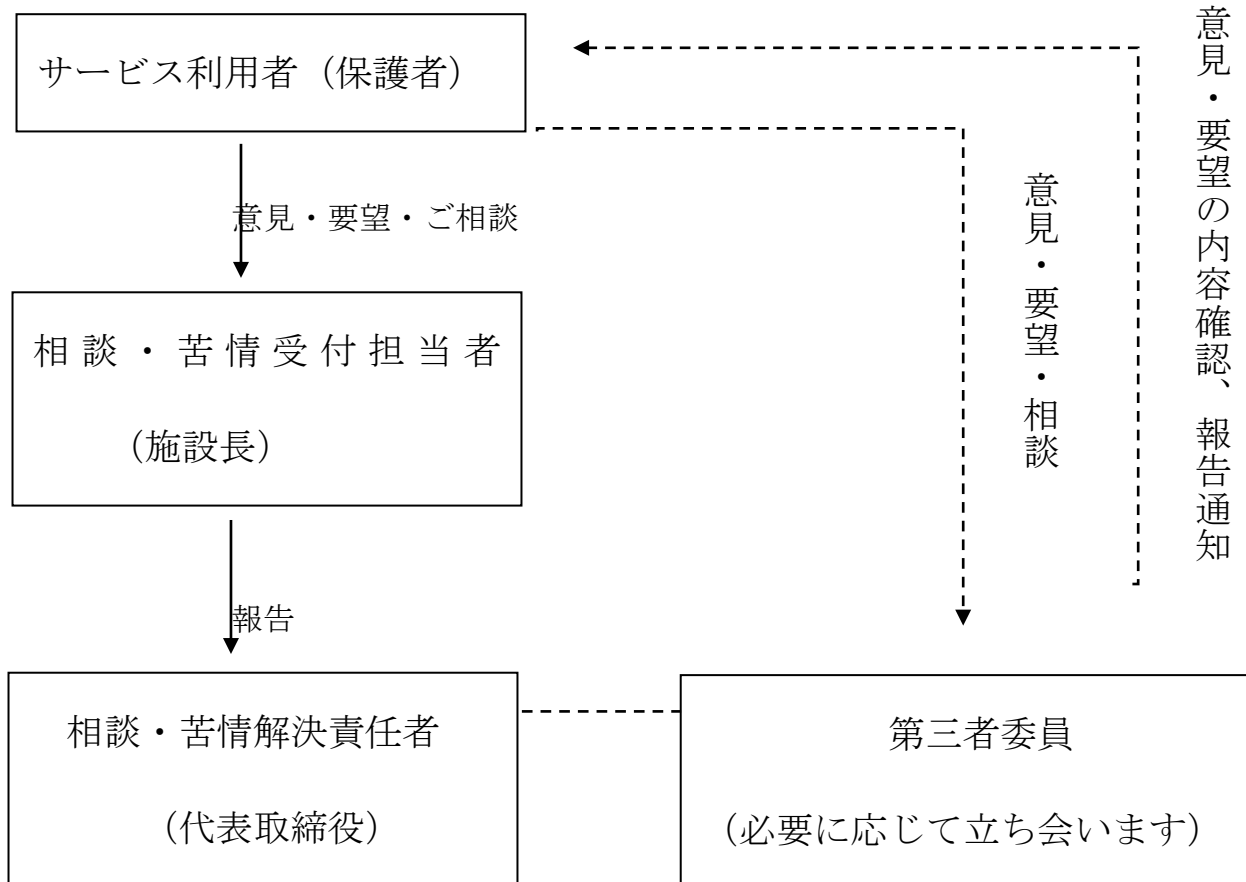 サービス利用者（保護者）
意見・要望・ご相談
相談・苦情受付担当者
（施設長）
報告
相談・苦情解決責任者
（代表取締役）
意見・要望・相談
意見・要望の内容確認、報告通知
第三者委員
（必要に応じて立ち会います）